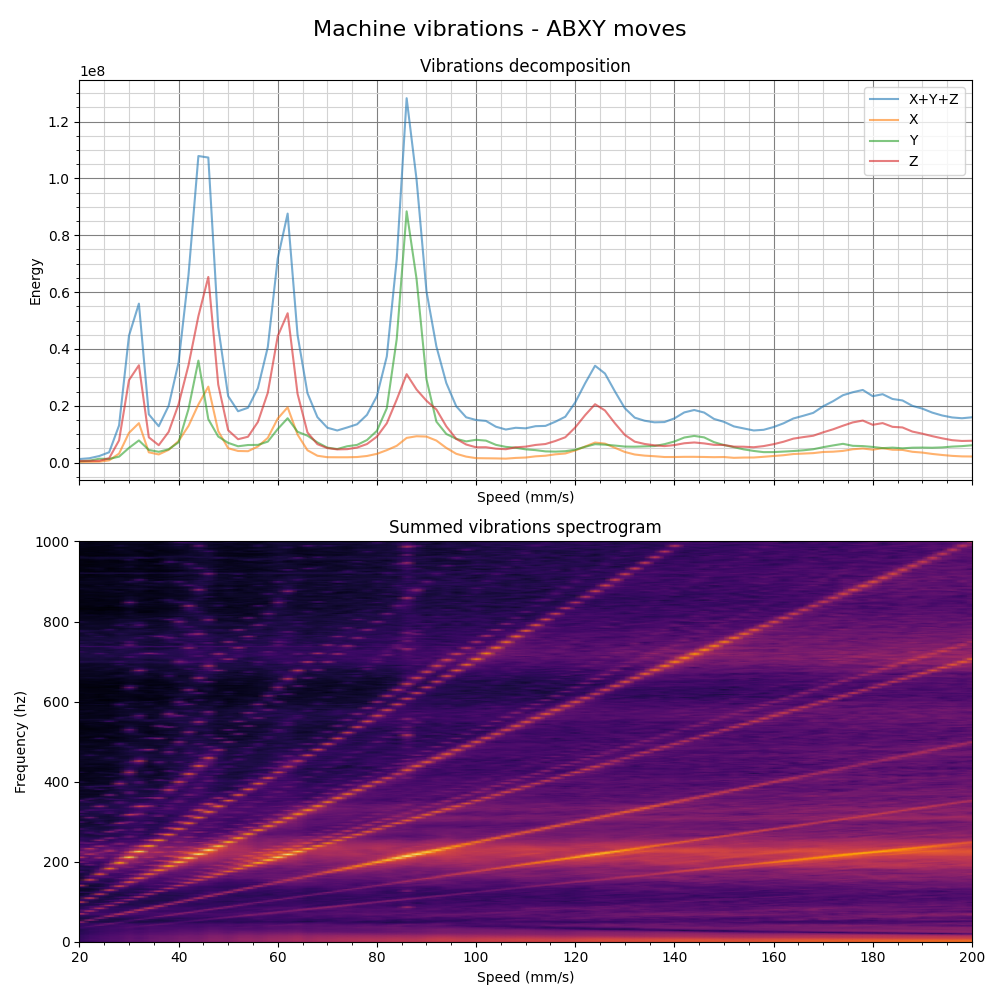 Machine vibrations - ABXY moves
Vibrations decomposition
1e8
X+Y+Z
X
Y
Z
1.2
1.0
0.8
0.6
0.4
0.2
0.0
Energy
Speed (mm/s)
Summed vibrations spectrogram
1000
800
600
400
200
0
Frequency (hz)
20 40 60 80 100 120 140 160 180 200
Speed (mm/s)